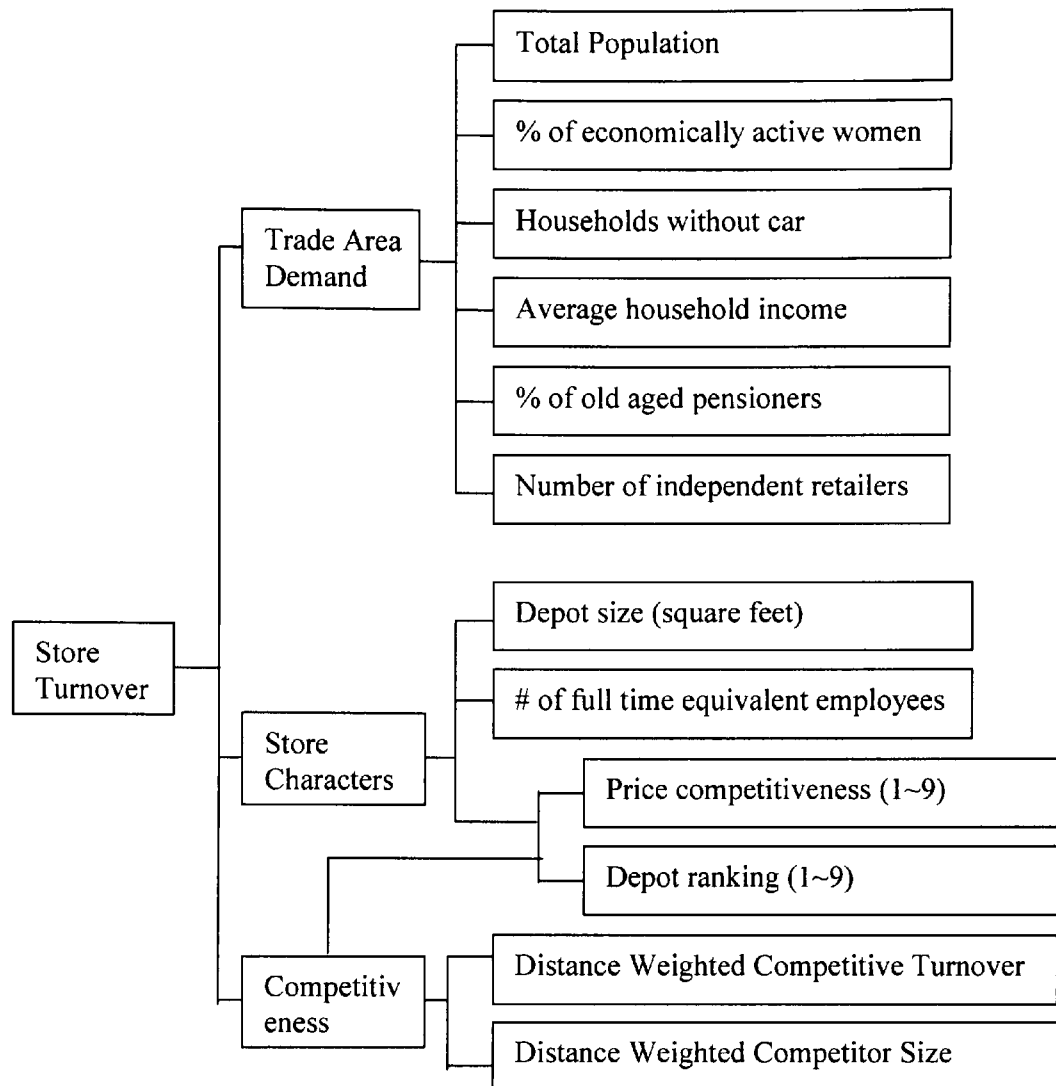 Total Population
% of economically active women
Households without car
Trade Area
Demand
Average household income
% of old aged pensioners
Number of independent retailers
Depot size (square feet)
Store
Turnover
# of full time equivalent employees
Store
Characters
Price competitiveness (1~9)
Depot ranking (1~9)
Distance Weighted Competitive Turnover
Competitiv
eness
Distance Weighted Competitor Size